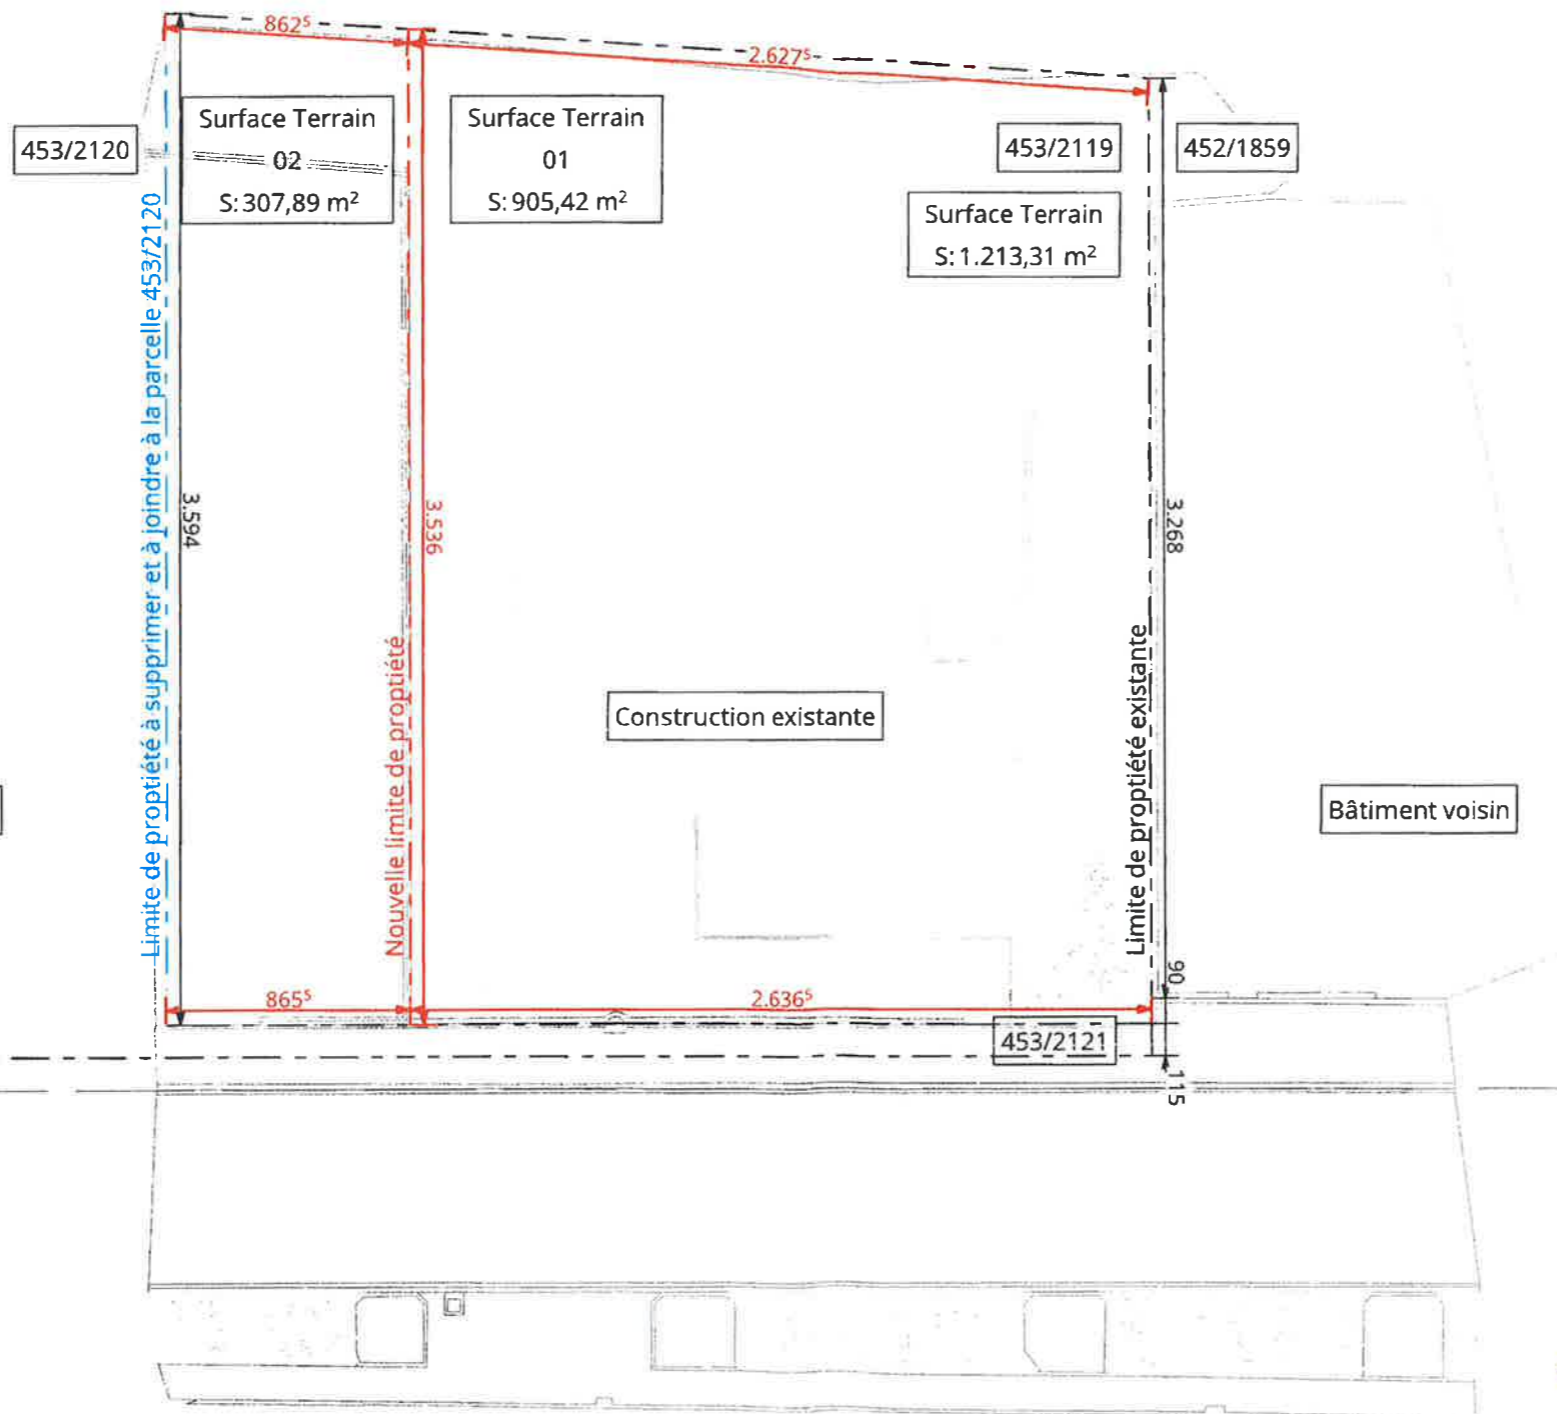 862⁵
2.627⁵
453/2120
Surface Terrain
02
S: 307,89 m²
Surface Terrain
01
S: 905,42 m²
453/2119
452/1859
Surface Terrain
S: 1.213,31 m²
Limite de proptiété à supprimer et à joindre à la parcelle 453/2120
3.594
3.536
3.268
Nouvelle limite de proptiété
Construction existante
Limite de proptiété existante
Bâtiment voisin
90
865⁵
2.636⁵
453/2121
115